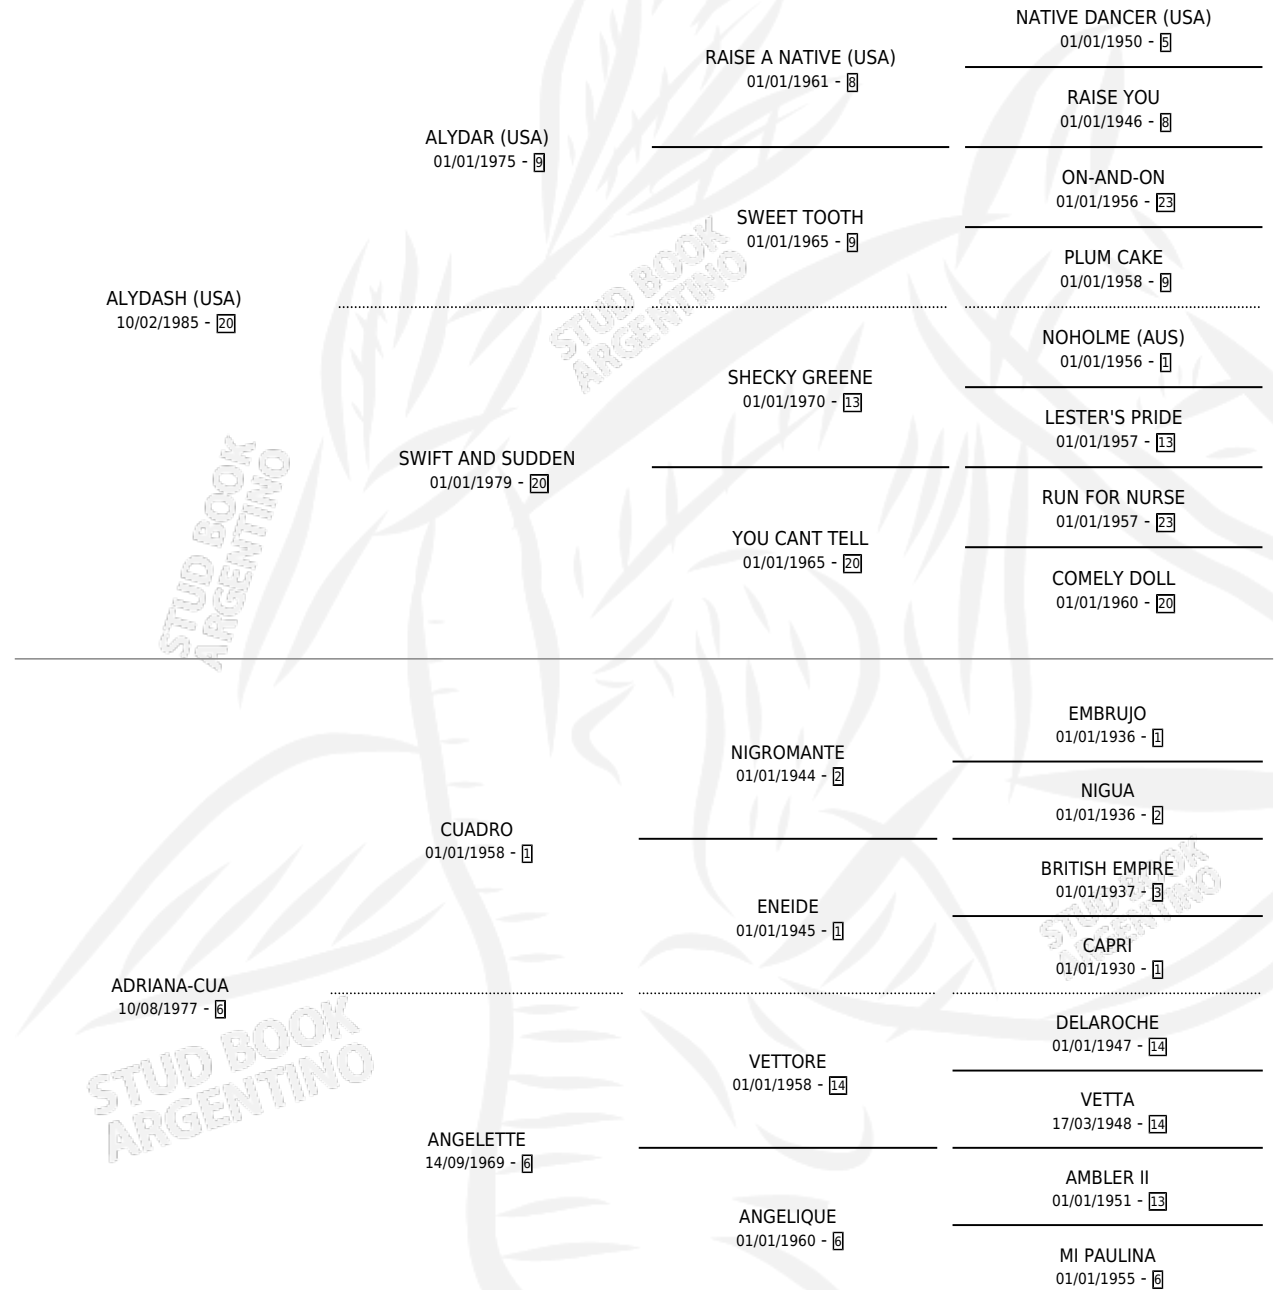 NATIVE DANCER (USA)
01/01/1950 - 5
RAISE A NATIVE (USA)
01/01/1961 - 8
RAISE YOU
01/01/1946 - 8
ALYDAR (USA)
01/01/1975 - 9
ON-AND-ON
01/01/1956 - 23
SWEET TOOTH
01/01/1965 - 9
PLUM CAKE
01/01/1958 - 9
STUD BOOK
ARGENTINO
ALYDASH (USA)
10/02/1985 - 20
NOHOLME (AUS)
01/01/1956 - 1
SHECKY GREENE
01/01/1970 - 13
LESTER'S PRIDE
01/01/1957 - 13
SWIFT AND SUDDEN
01/01/1979 - 20
RUN FOR NURSE
01/01/1957 - 23
YOU CANT TELL
01/01/1965 - 20
COMELY DOLL
01/01/1960 - 20
STUD BOOK
ARGENTINO
EMBRUJO
01/01/1936 - 1
NIGROMANTE
01/01/1944 - 2
NIGUA
01/01/1936 - 2
CUADRO
01/01/1958 - 1
BRITISH EMPIRE
01/01/1937 - 3
ENEIDE
01/01/1945 - 1
CAPRI
01/01/1930 - 1
STUD BOOK
ARGENTINO
ADRIANA-CUA
10/08/1977 - 6
DELAROCHE
01/01/1947 - 14
VETTORE
01/01/1958 - 14
VETTA
17/03/1948 - 14
STUD BOOK
ARGENTINO
ANGELETTE
14/09/1969 - 6
AMBLER II
01/01/1951 - 13
ANGELIQUE
01/01/1960 - 6
MI PAULINA
01/01/1955 - 6